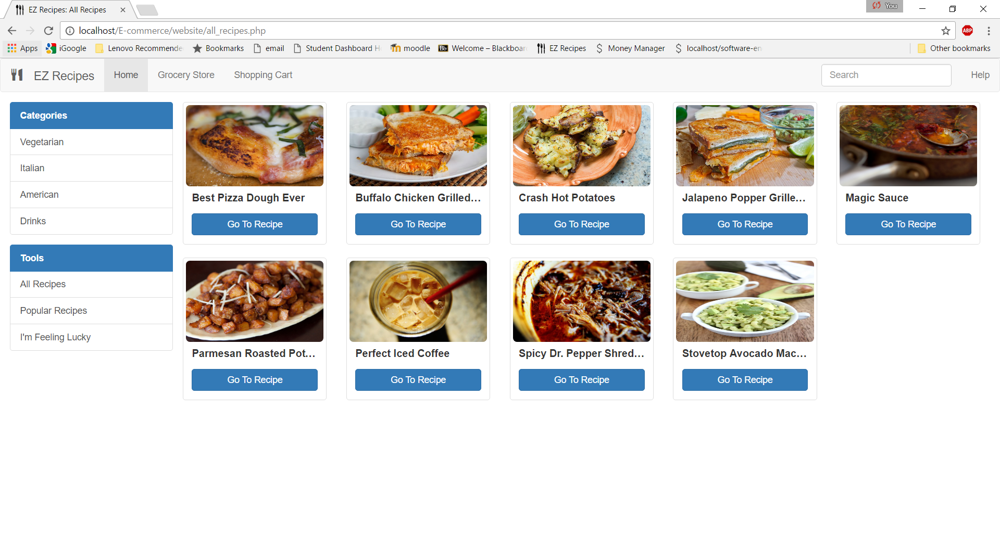 EZ Recipes: All Recipes
You
localhost/E-commerce/website/all_recipes.php
ABP
Apps iGoogle Lenovo Recommende Bookmarks email Student Dashboard H moodle Bb Welcome – Blackboar EZ Recipes $ Money Manager $ localhost/software-en Other bookmarks
EZ Recipes Home Grocery Store Shopping Cart Search Help
Categories
Vegetarian
Italian
American
Drinks
Tools
All Recipes
Popular Recipes
I'm Feeling Lucky
Best Pizza Dough Ever
Go To Recipe
Buffalo Chicken Grilled...
Go To Recipe
Crash Hot Potatoes
Go To Recipe
Jalapeno Popper Grille...
Go To Recipe
Magic Sauce
Go To Recipe
Parmesan Roasted Pot...
Go To Recipe
Perfect Iced Coffee
Go To Recipe
Spicy Dr. Pepper Shred...
Go To Recipe
Stovetop Avocado Mac...
Go To Recipe